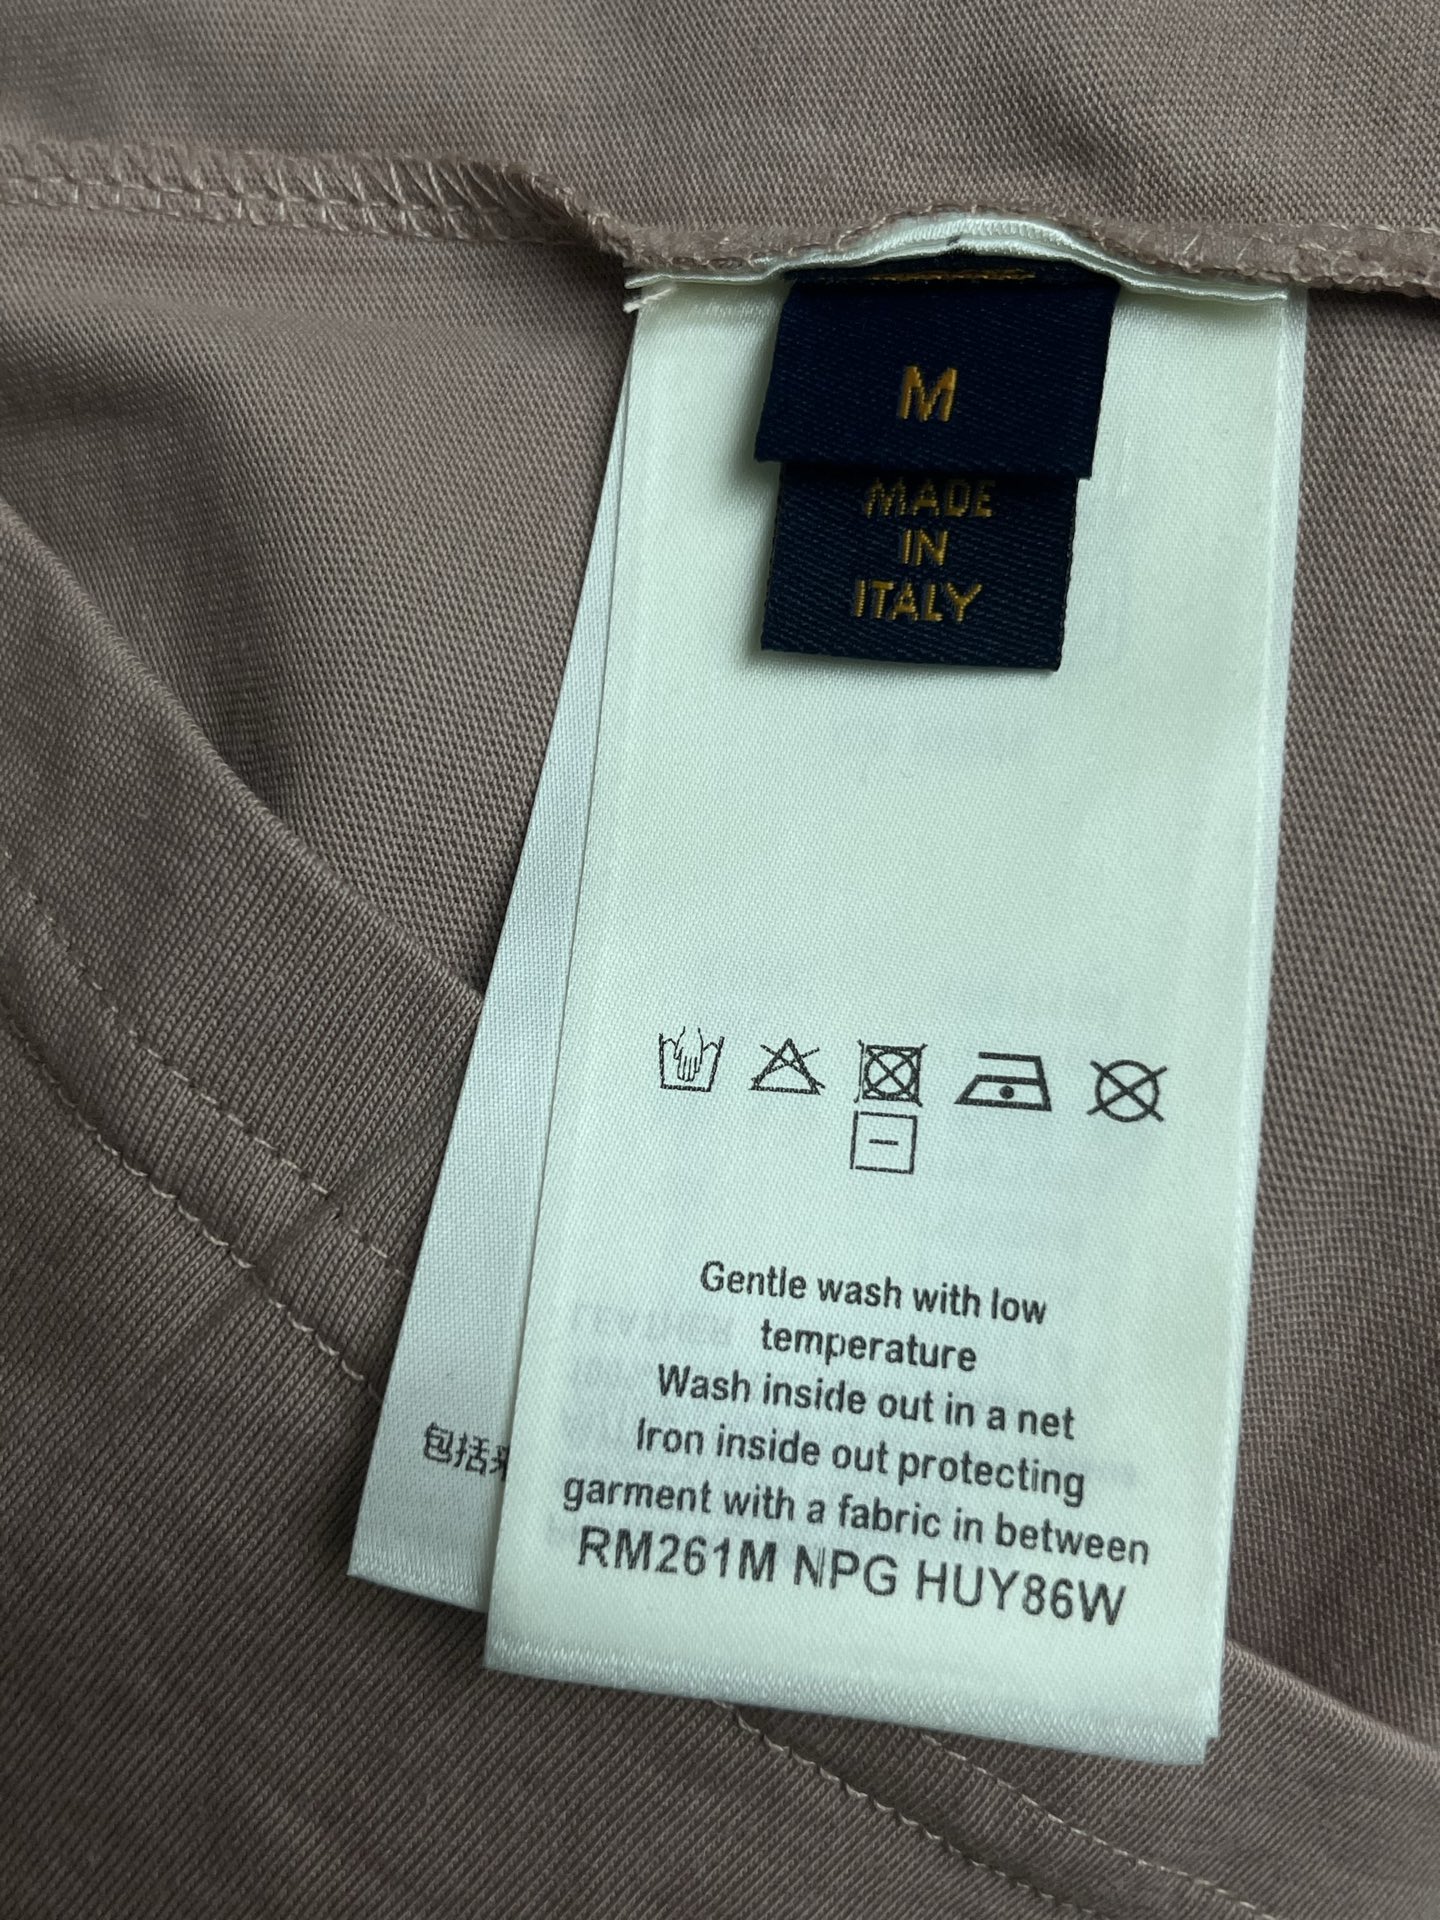 M
MADE
IN
ITALY
Gentle wash with low
temperature
Wash inside out in a net
Iron inside out protecting
garment with a fabric in between
RM261M NPG HUY86W
包括